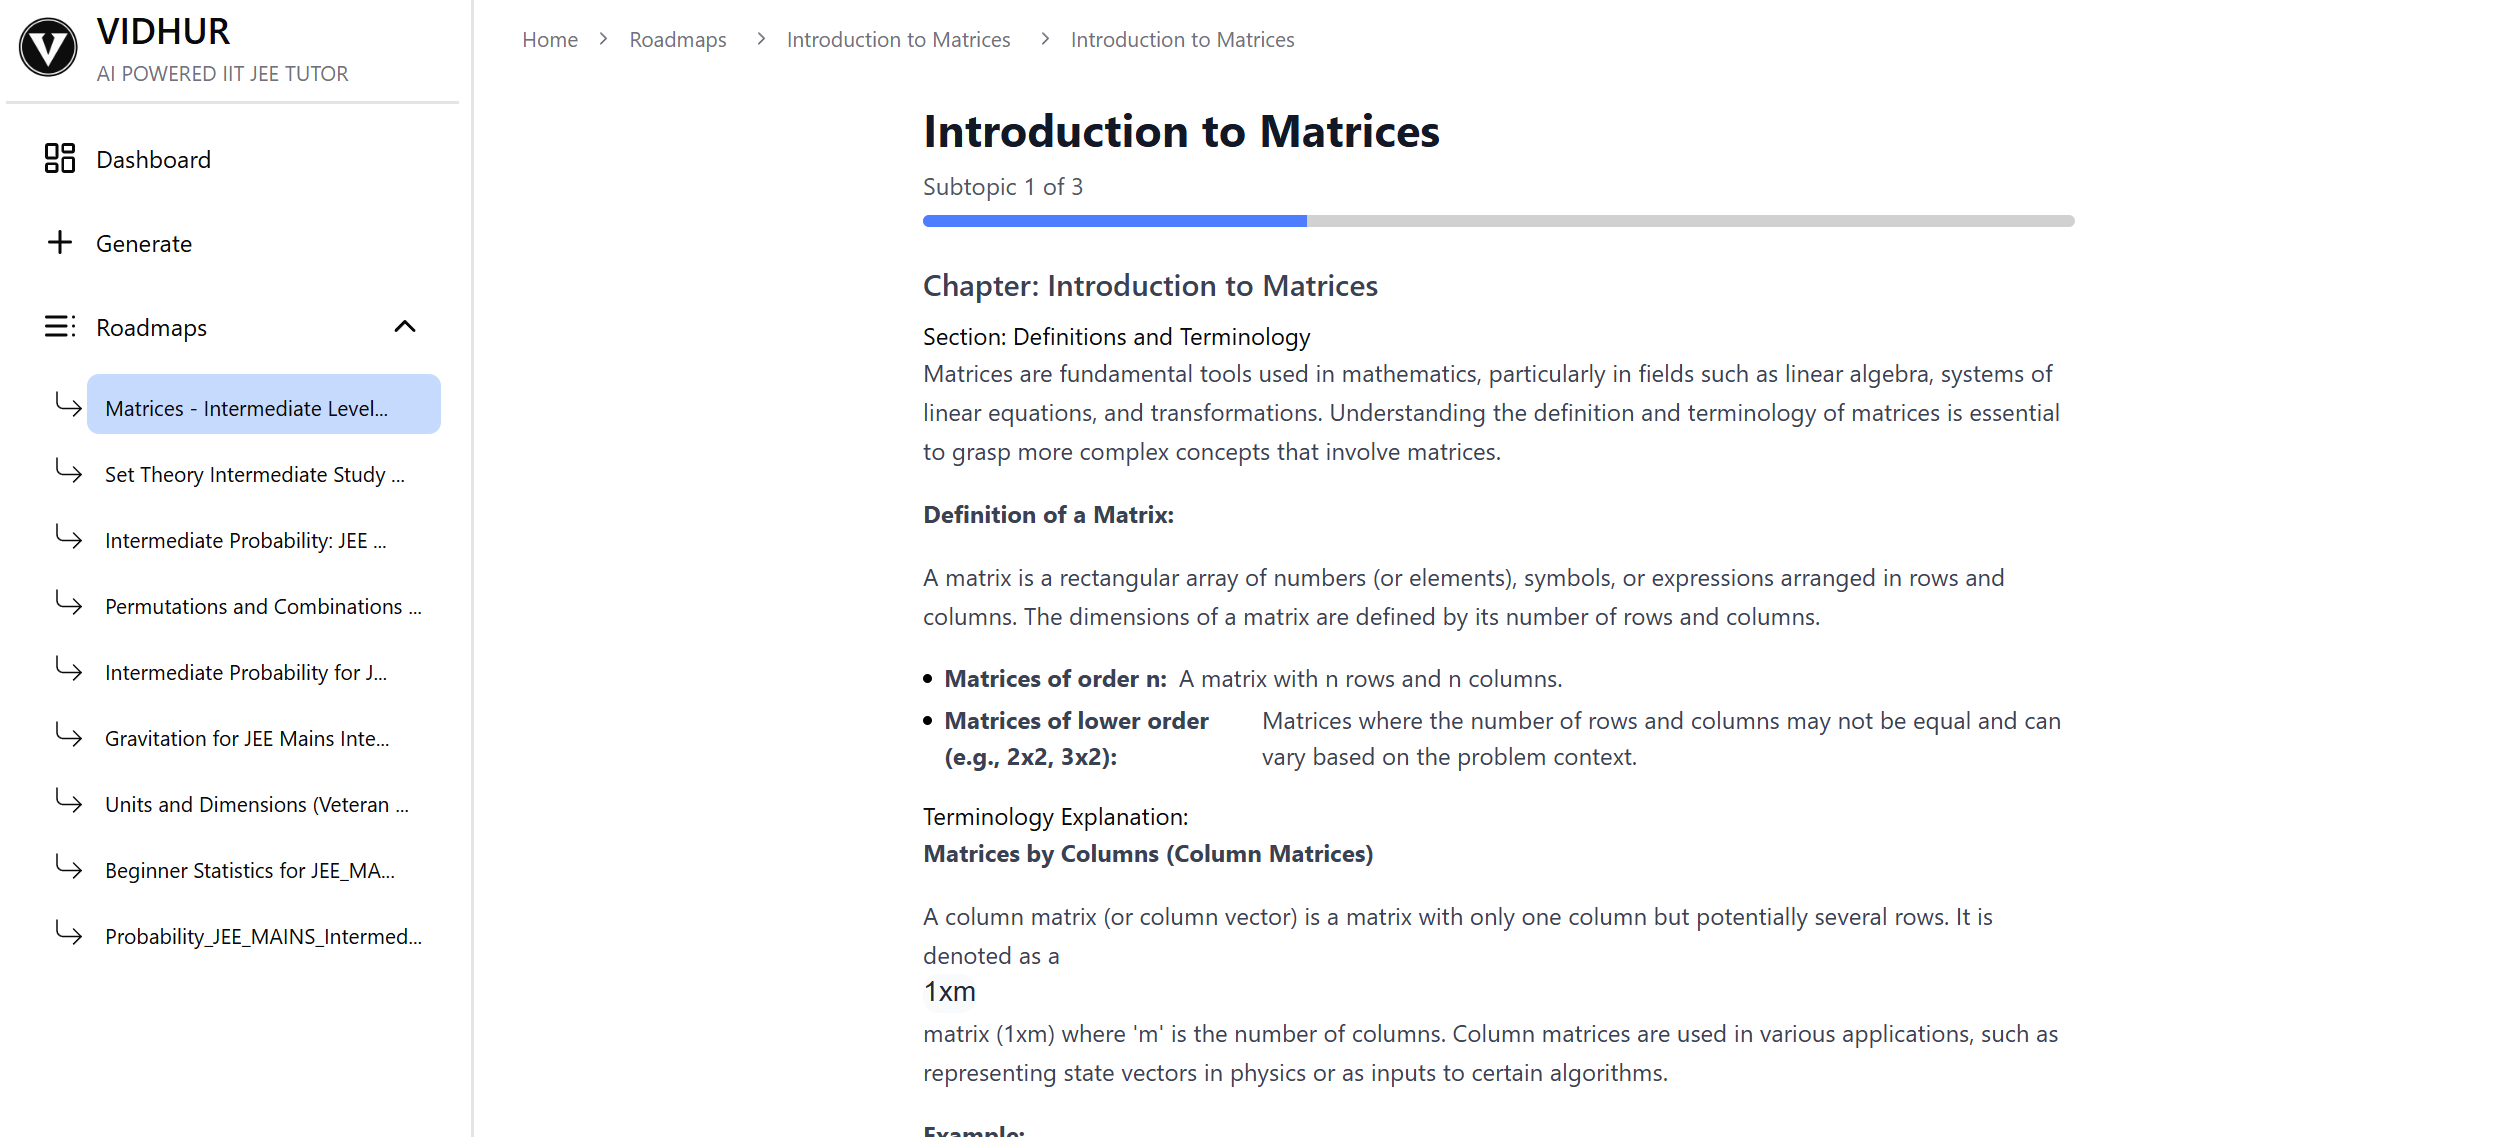 VIDHUR
AI POWERED IIT JEE TUTOR
Dashboard
Generate
Roadmaps
Matrices - Intermediate Level...
Set Theory Intermediate Study ...
Intermediate Probability: JEE ...
Permutations and Combinations ...
Intermediate Probability for J...
Gravitation for JEE Mains Inte...
Units and Dimensions (Veteran ...
Beginner Statistics for JEE_MA...
Probability_JEE_MAINS_Intermed...
Home > Roadmaps > Introduction to Matrices > Introduction to Matrices
Introduction to Matrices
Subtopic 1 of 3
Chapter: Introduction to Matrices
Section: Definitions and Terminology
Matrices are fundamental tools used in mathematics, particularly in fields such as linear algebra, systems of
linear equations, and transformations. Understanding the definition and terminology of matrices is essential
to grasp more complex concepts that involve matrices.
Definition of a Matrix:
A matrix is a rectangular array of numbers (or elements), symbols, or expressions arranged in rows and
columns. The dimensions of a matrix are defined by its number of rows and columns.
• Matrices of order n: A matrix with n rows and n columns.
• Matrices of lower order (e.g., 2x2, 3x2):
Matrices where the number of rows and columns may not be equal and can
vary based on the problem context.
Terminology Explanation:
Matrices by Columns (Column Matrices)
A column matrix (or column vector) is a matrix with only one column but potentially several rows. It is
denoted as a
1xm
matrix (1xm) where 'm' is the number of columns. Column matrices are used in various applications, such as
representing state vectors in physics or as inputs to certain algorithms.
Example: